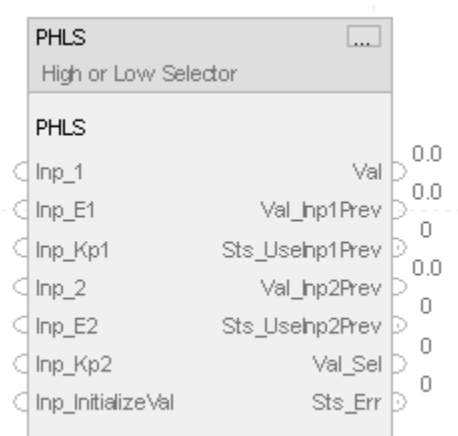 PHLS ...
High or Low Selector
PHLS
Inp_1 Val 0.0
Inp_E1 Val_Inp1Prev 0.0
Inp_Kp1 Sts_UseInp1Prev 0
Inp_2 Val_Inp2Prev 0.0
Inp_E2 Sts_UseInp2Prev 0
Inp_Kp2 Val_Sel 0
Inp_InitializeVal Sts_Err 0